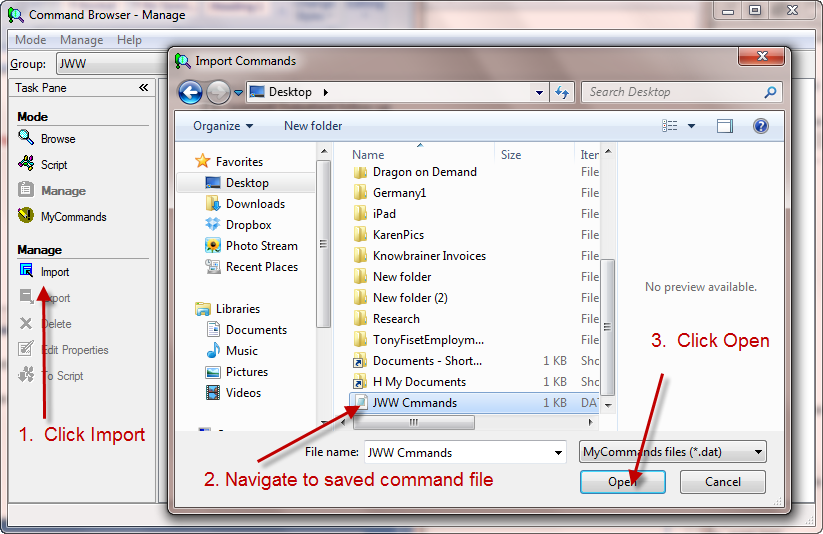 Command Browser - Manage
Mode Manage Help
Group: JWW
Task Pane
Mode
Browse
Script
Manage
MyCommands
Manage
Import
Export
Delete
Edit Properties
To Script
1. Click Import
Import Commands
Desktop
Search Desktop
Organize New folder
Favorites
Desktop
Downloads
Dropbox
Photo Stream
Recent Places
Libraries
Documents
Music
Pictures
Videos
Name Size Iten
Dragon on Demand File
Germany1 File
iPad File
KarenPics File
Knowbrainer Invoices File
New folder File
New folder (2) File
Research File
TonyFisetEmploym... File
Documents - Short... 1 KB Sho
H My Documents 1 KB Sho
JWW Cmmands 1 KB DAT
No preview available.
3. Click Open
File name: JWW Cmmands
MyCommands files (*.dat)
2. Navigate to saved command file
Open Cancel